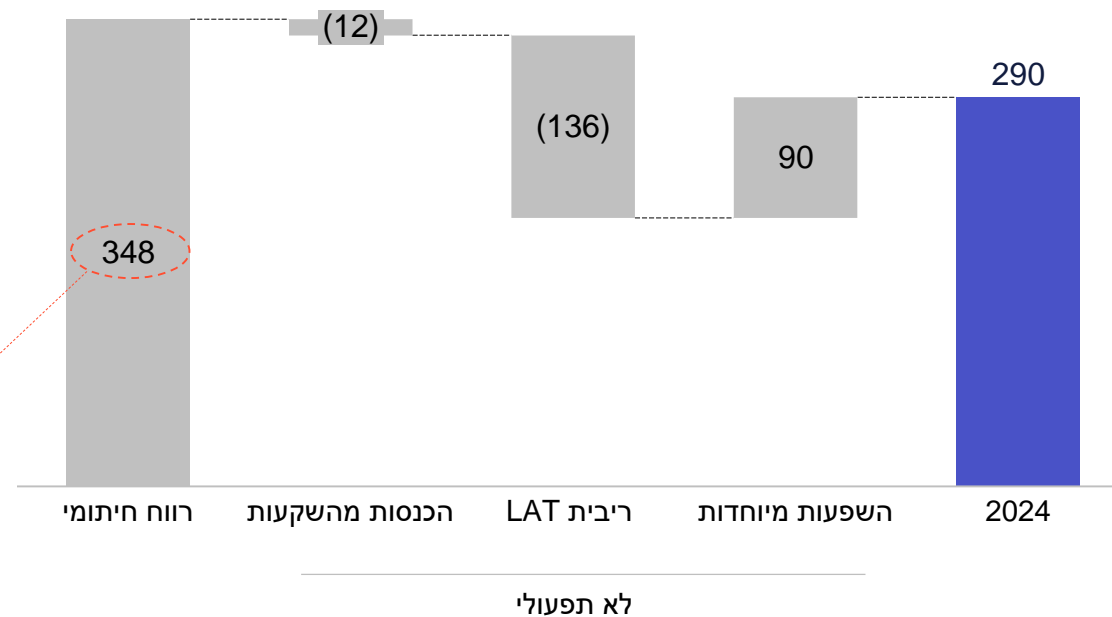 (12)
290
(136)
90
348
רווח חיתומי
הכנסות מהשקעות
ריבית LAT
השפעות מיוחדות
2024
לא תפעולי